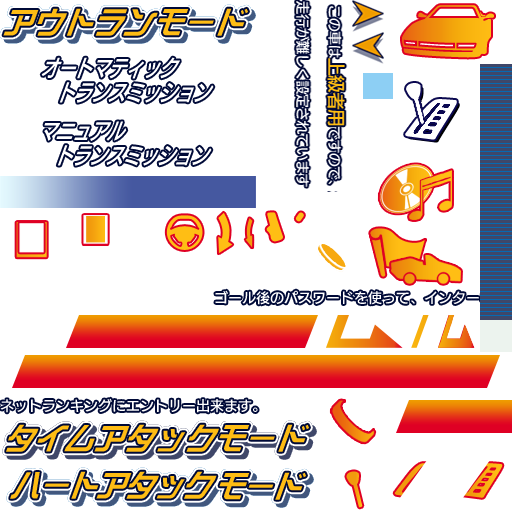 アウトランモード
オートマティック
トランスミッション
マニュアル
トランスミッション
この車は上級者用ですので、
走行が難しく設定されています
ゴール後のパスワードを使って、インター
ネットランキングにエントリー出来ます。
タイムアタックモード
ハートアタックモード